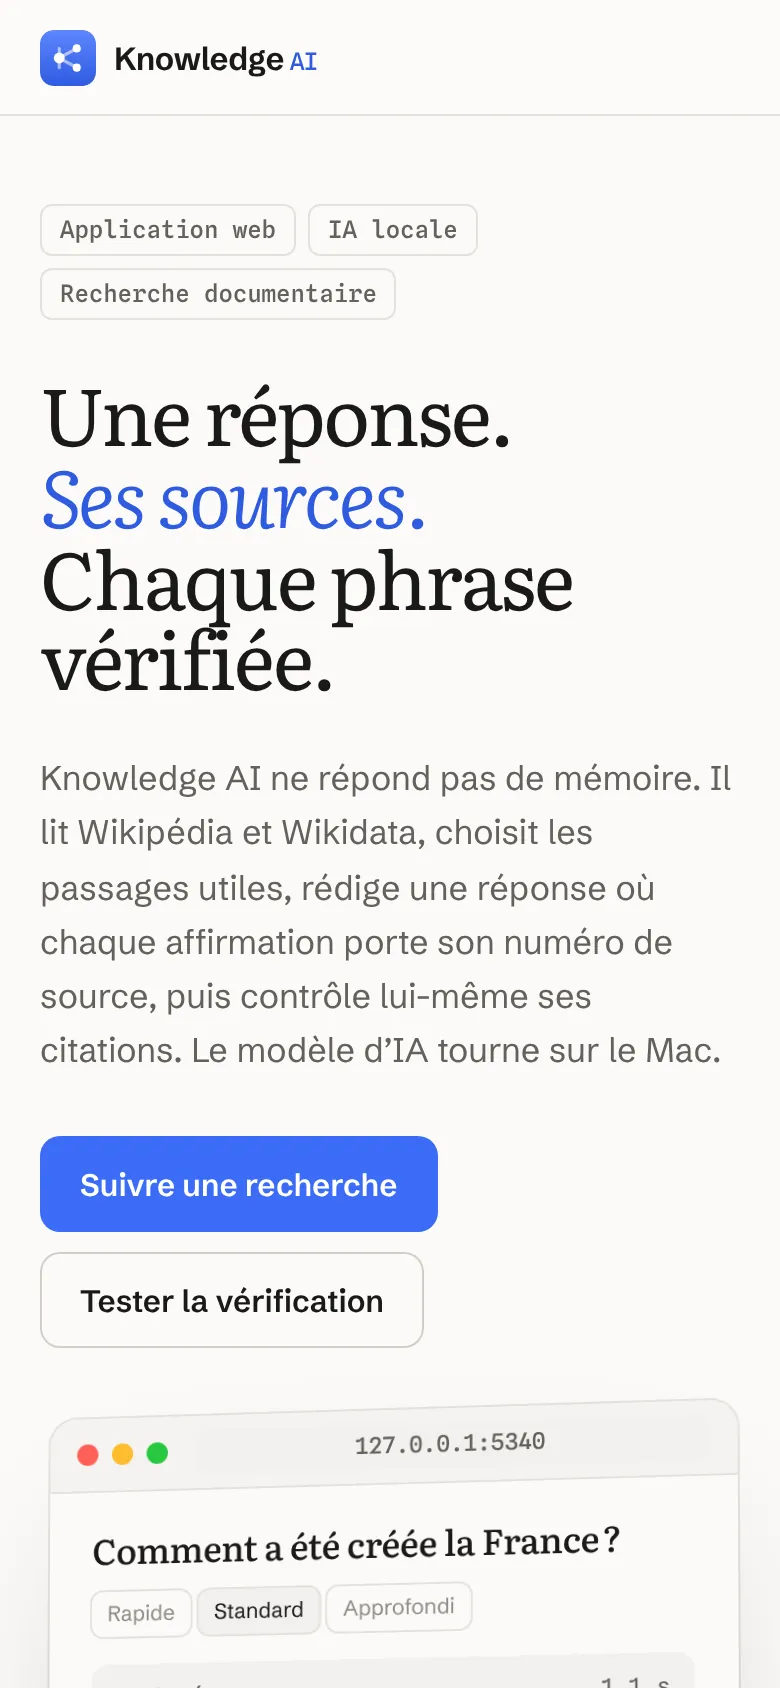 Knowledge AI
Application web
IA locale
Recherche documentaire
Une réponse.
Ses sources.
Chaque phrase
vérifiée.
Knowledge AI ne répond pas de mémoire. Il
lit Wikipédia et Wikidata, choisit les
passages utiles, rédige une réponse où
chaque affirmation porte son numéro de
source, puis contrôle lui-même ses
citations. Le modèle d’IA tourne sur le Mac.
Suivre une recherche
Tester la vérification
127.0.0.1:5340
Comment a été créée la France ?
Rapide
Standard
Approfondi
1,1 s